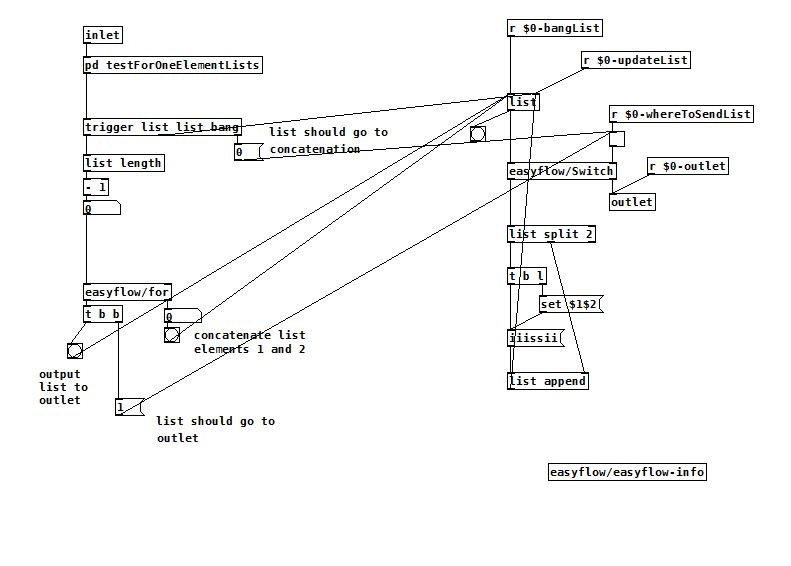 inlet
pd testForOneElementLists
trigger list list bang
list should go to
concatenation
0
list length
- 1
0
easyflow/for
t b b
0
concatenate list
elements 1 and 2
output
list to
outlet
1
list should go to
outlet
r $0-bangList
r $0-updateList
list
r $0-whereToSendList
easyflow/Switch
r $0-outlet
outlet
list split 2
t b l
set $1$2
iiissii
list append
easyflow/easyflow-info